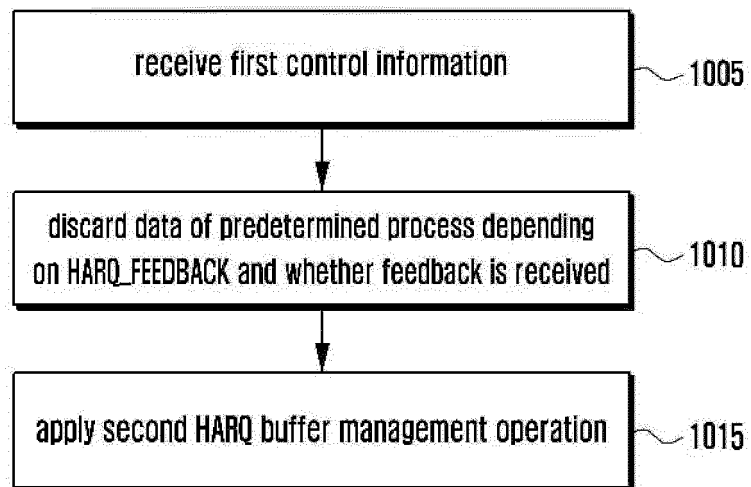 receive first control information
1005
discard data of predetermined process depending
on HARQ_FEEDBACK and whether feedback is received
1010
apply second HARQ buffer management operation
1015